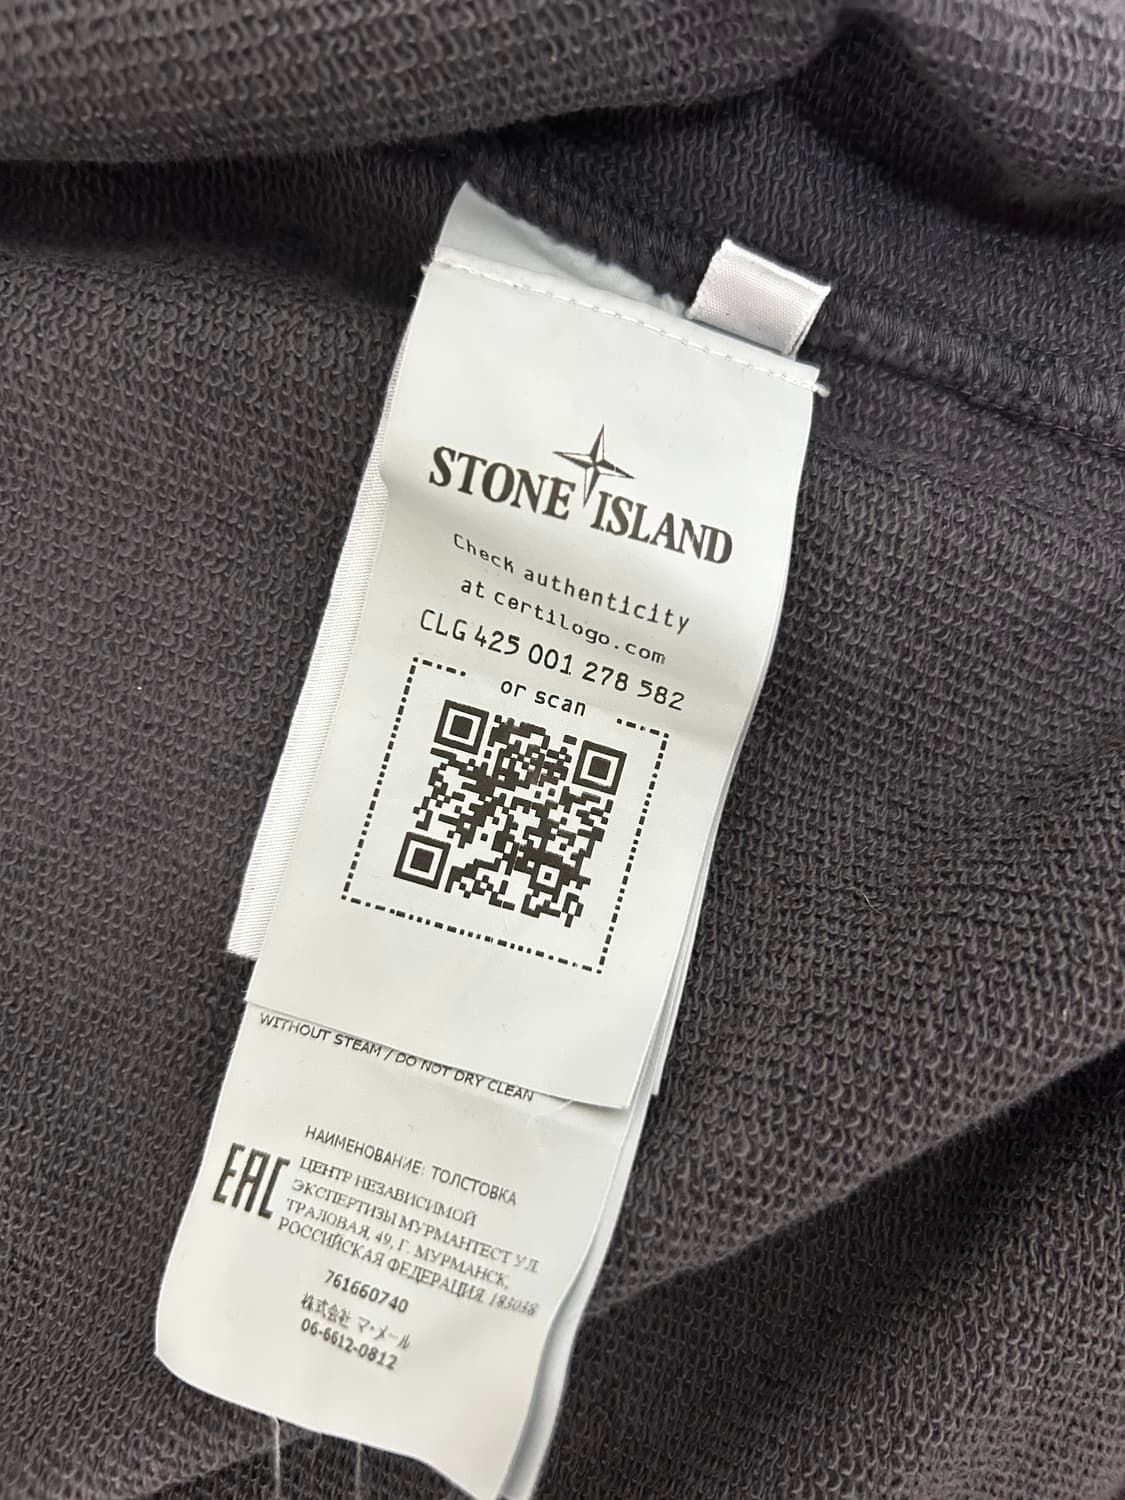 STONE ISLAND
Check authenticity
at certilogo.com
CLG 425 001 278 582
or scan
WITHOUT STEAM / DO NOT DRY CLEAN
EAC
НАИМЕНОВАНИЕ: ТОЛСТОВКА
ЦЕНТР НЕЗАВИСИМОЙ
ЭКСПЕРТИЗЫ МУРМАНТЕСТ УЛ.
ТРАЛОВАЯ, 49, Г. МУРМАНСК,
РОССИЙСКАЯ ФЕДЕРАЦИЯ, 183038
761660740
株式会社 マ・メール
06-6612-0812